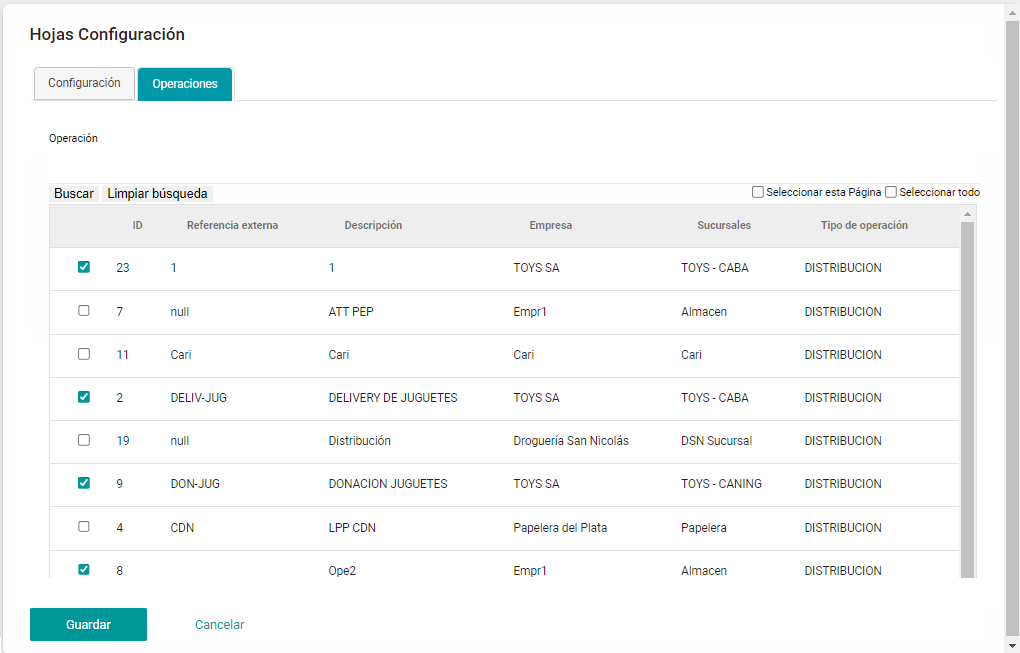 Hojas Configuración
Configuración Operaciones
Operación
Buscar Limpiar búsqueda Seleccionar esta Página Seleccionar todo
ID Referencia externa Descripción Empresa Sucursales Tipo de operación
23 1 1 TOYS SA TOYS - CABA DISTRIBUCION
7 null ATT PEP Empr1 Almacen DISTRIBUCION
11 Cari Cari Cari Cari DISTRIBUCION
2 DELIV-JUG DELIVERY DE JUGUETES TOYS SA TOYS - CABA DISTRIBUCION
19 null Distribución Droguería San Nicolás DSN Sucursal DISTRIBUCION
9 DON-JUG DONACION JUGUETES TOYS SA TOYS - CANING DISTRIBUCION
4 CDN LPP CDN Papelera del Plata Papelera DISTRIBUCION
8 Ope2 Empr1 Almacen DISTRIBUCION
Guardar Cancelar